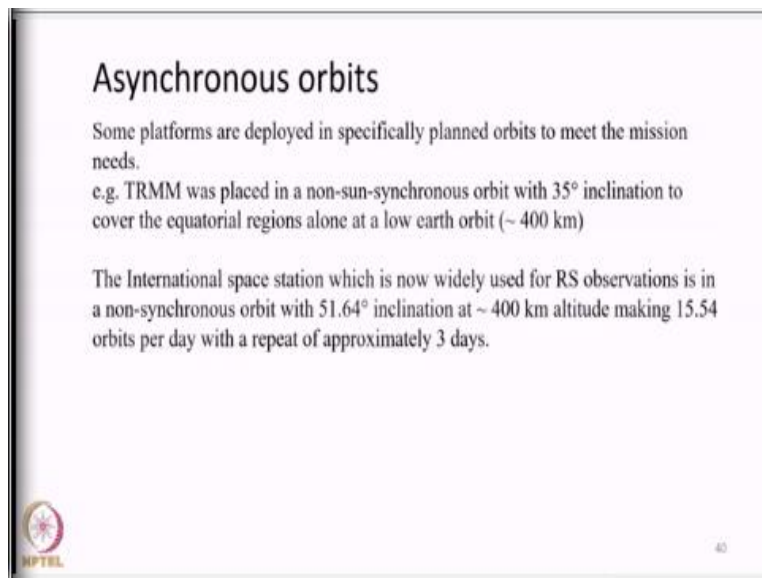 Asynchronous orbits
Some platforms are deployed in specifically planned orbits to meet the mission
needs.
e.g. TRMM was placed in a non-sun-synchronous orbit with 35° inclination to
cover the equatorial regions alone at a low earth orbit (~ 400 km)
The International space station which is now widely used for RS observations is in
a non-synchronous orbit with 51.64° inclination at ~ 400 km altitude making 15.54
orbits per day with a repeat of approximately 3 days.
NPTEL
40